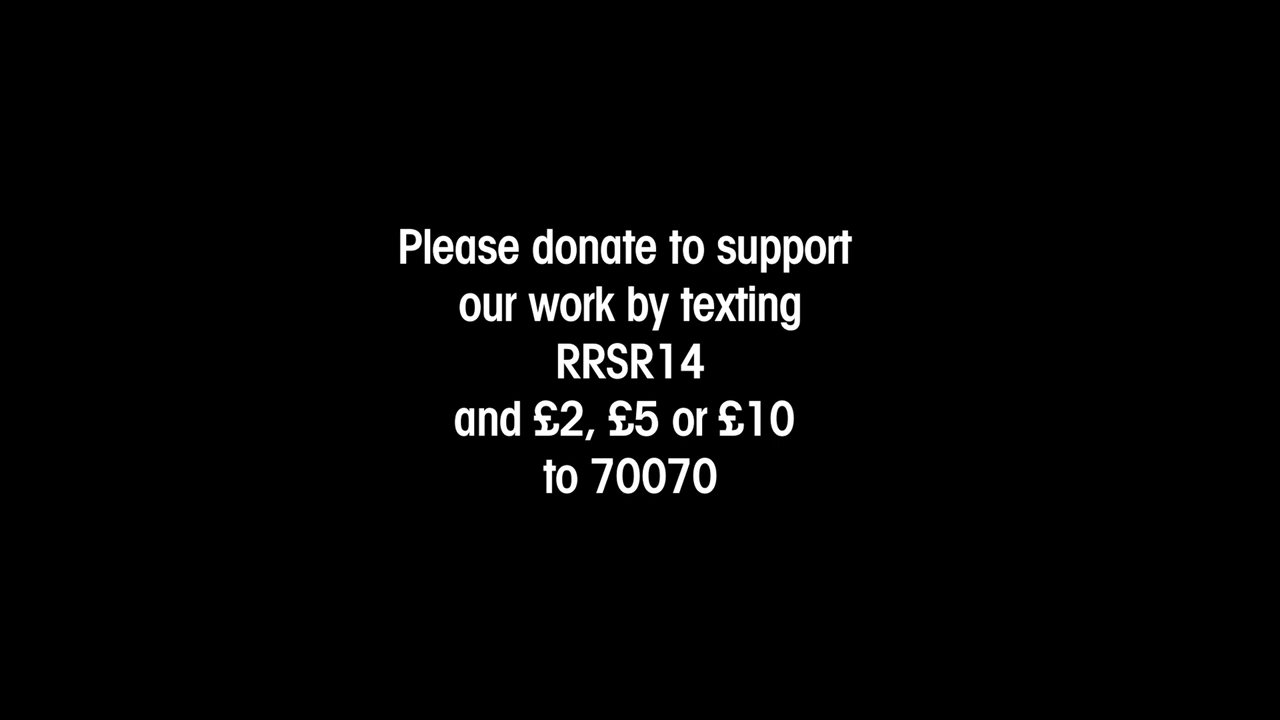 Please donate to support
our work by texting
RRSR14
and £2, £5 or £10
to 70070